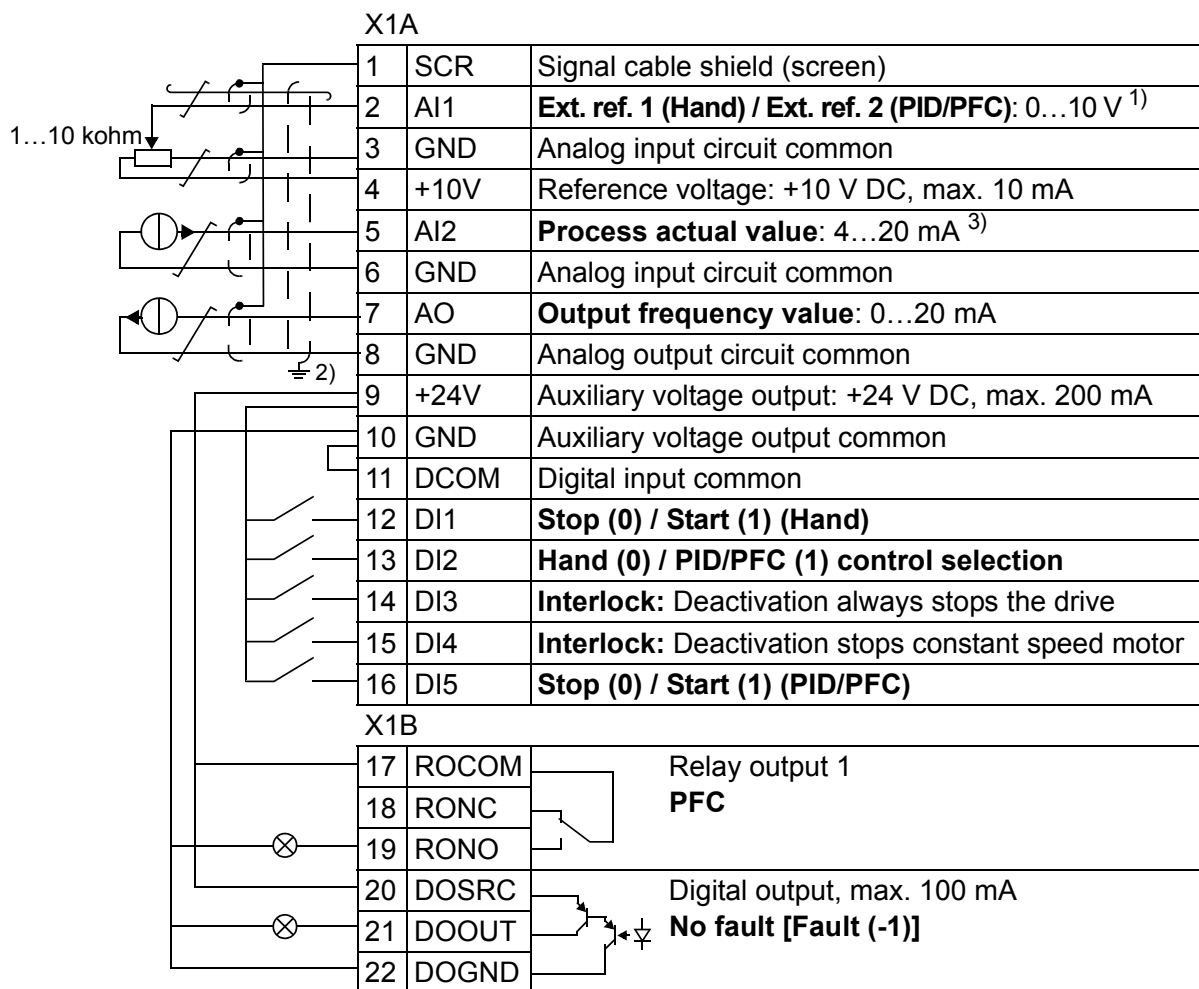 X1A
1 SCR Signal cable shield (screen)
2 AI1 Ext. ref. 1 (Hand) / Ext. ref. 2 (PID/PFC): 0…10 V 1)
1…10 kohm
3 GND Analog input circuit common
4 +10V Reference voltage: +10 V DC, max. 10 mA
5 AI2 Process actual value: 4…20 mA 3)
6 GND Analog input circuit common
7 AO Output frequency value: 0…20 mA
8 GND Analog output circuit common
2)
9 +24V Auxiliary voltage output: +24 V DC, max. 200 mA
10 GND Auxiliary voltage output common
11 DCOM Digital input common
12 DI1 Stop (0) / Start (1) (Hand)
13 DI2 Hand (0) / PID/PFC (1) control selection
14 DI3 Interlock: Deactivation always stops the drive
15 DI4 Interlock: Deactivation stops constant speed motor
16 DI5 Stop (0) / Start (1) (PID/PFC)
X1B
17 ROCOM Relay output 1
18 RONC PFC
19 RONO
20 DOSRC Digital output, max. 100 mA
21 DOOUT No fault [Fault (-1)]
22 DOGND